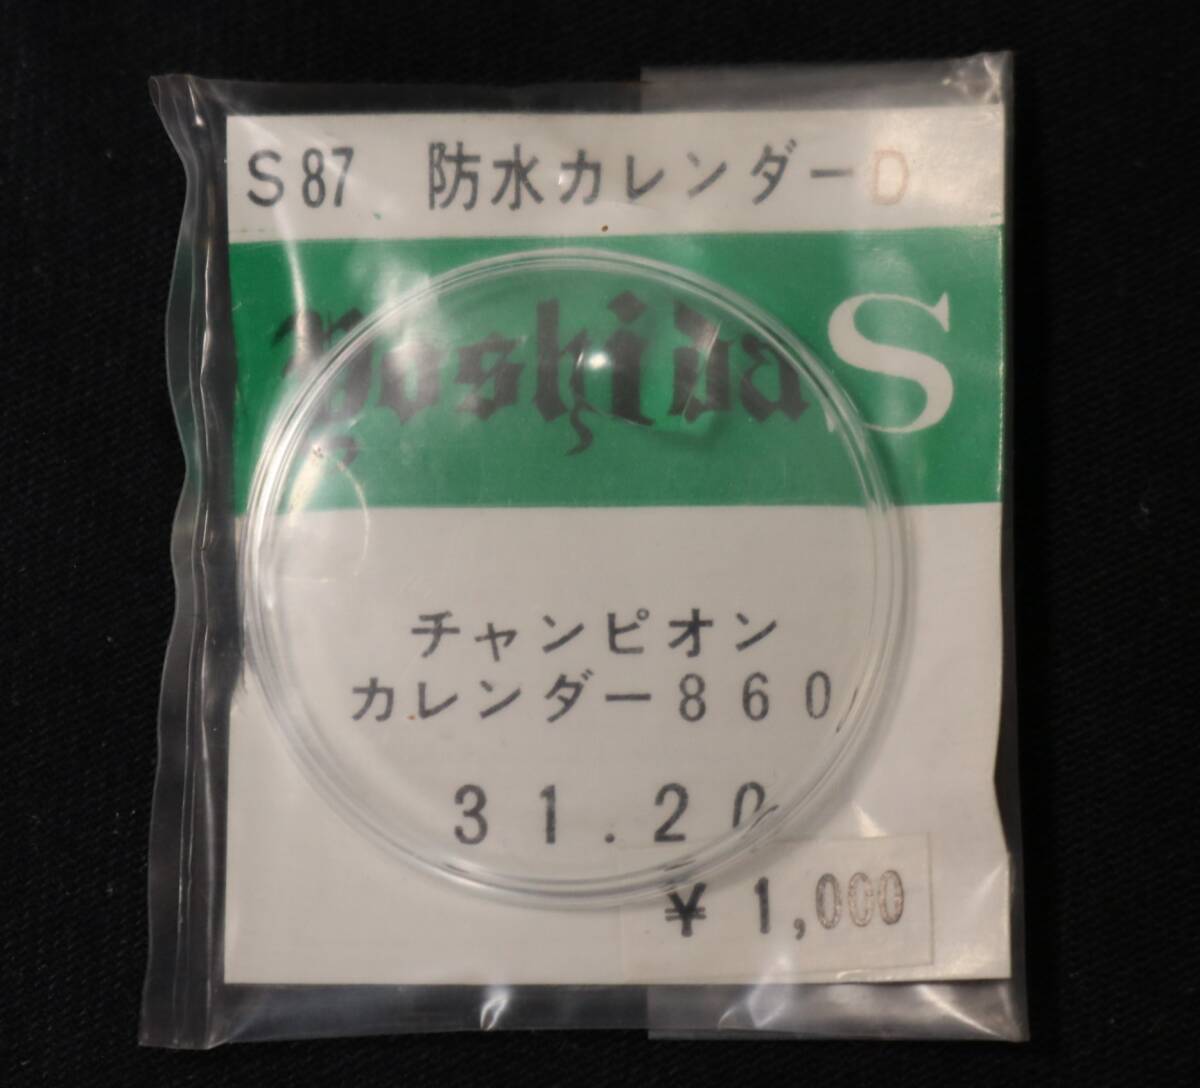 S87 防水カレンダーD
Yoshida S
チャンピオン
カレンダー860
31.20
¥ 1,000